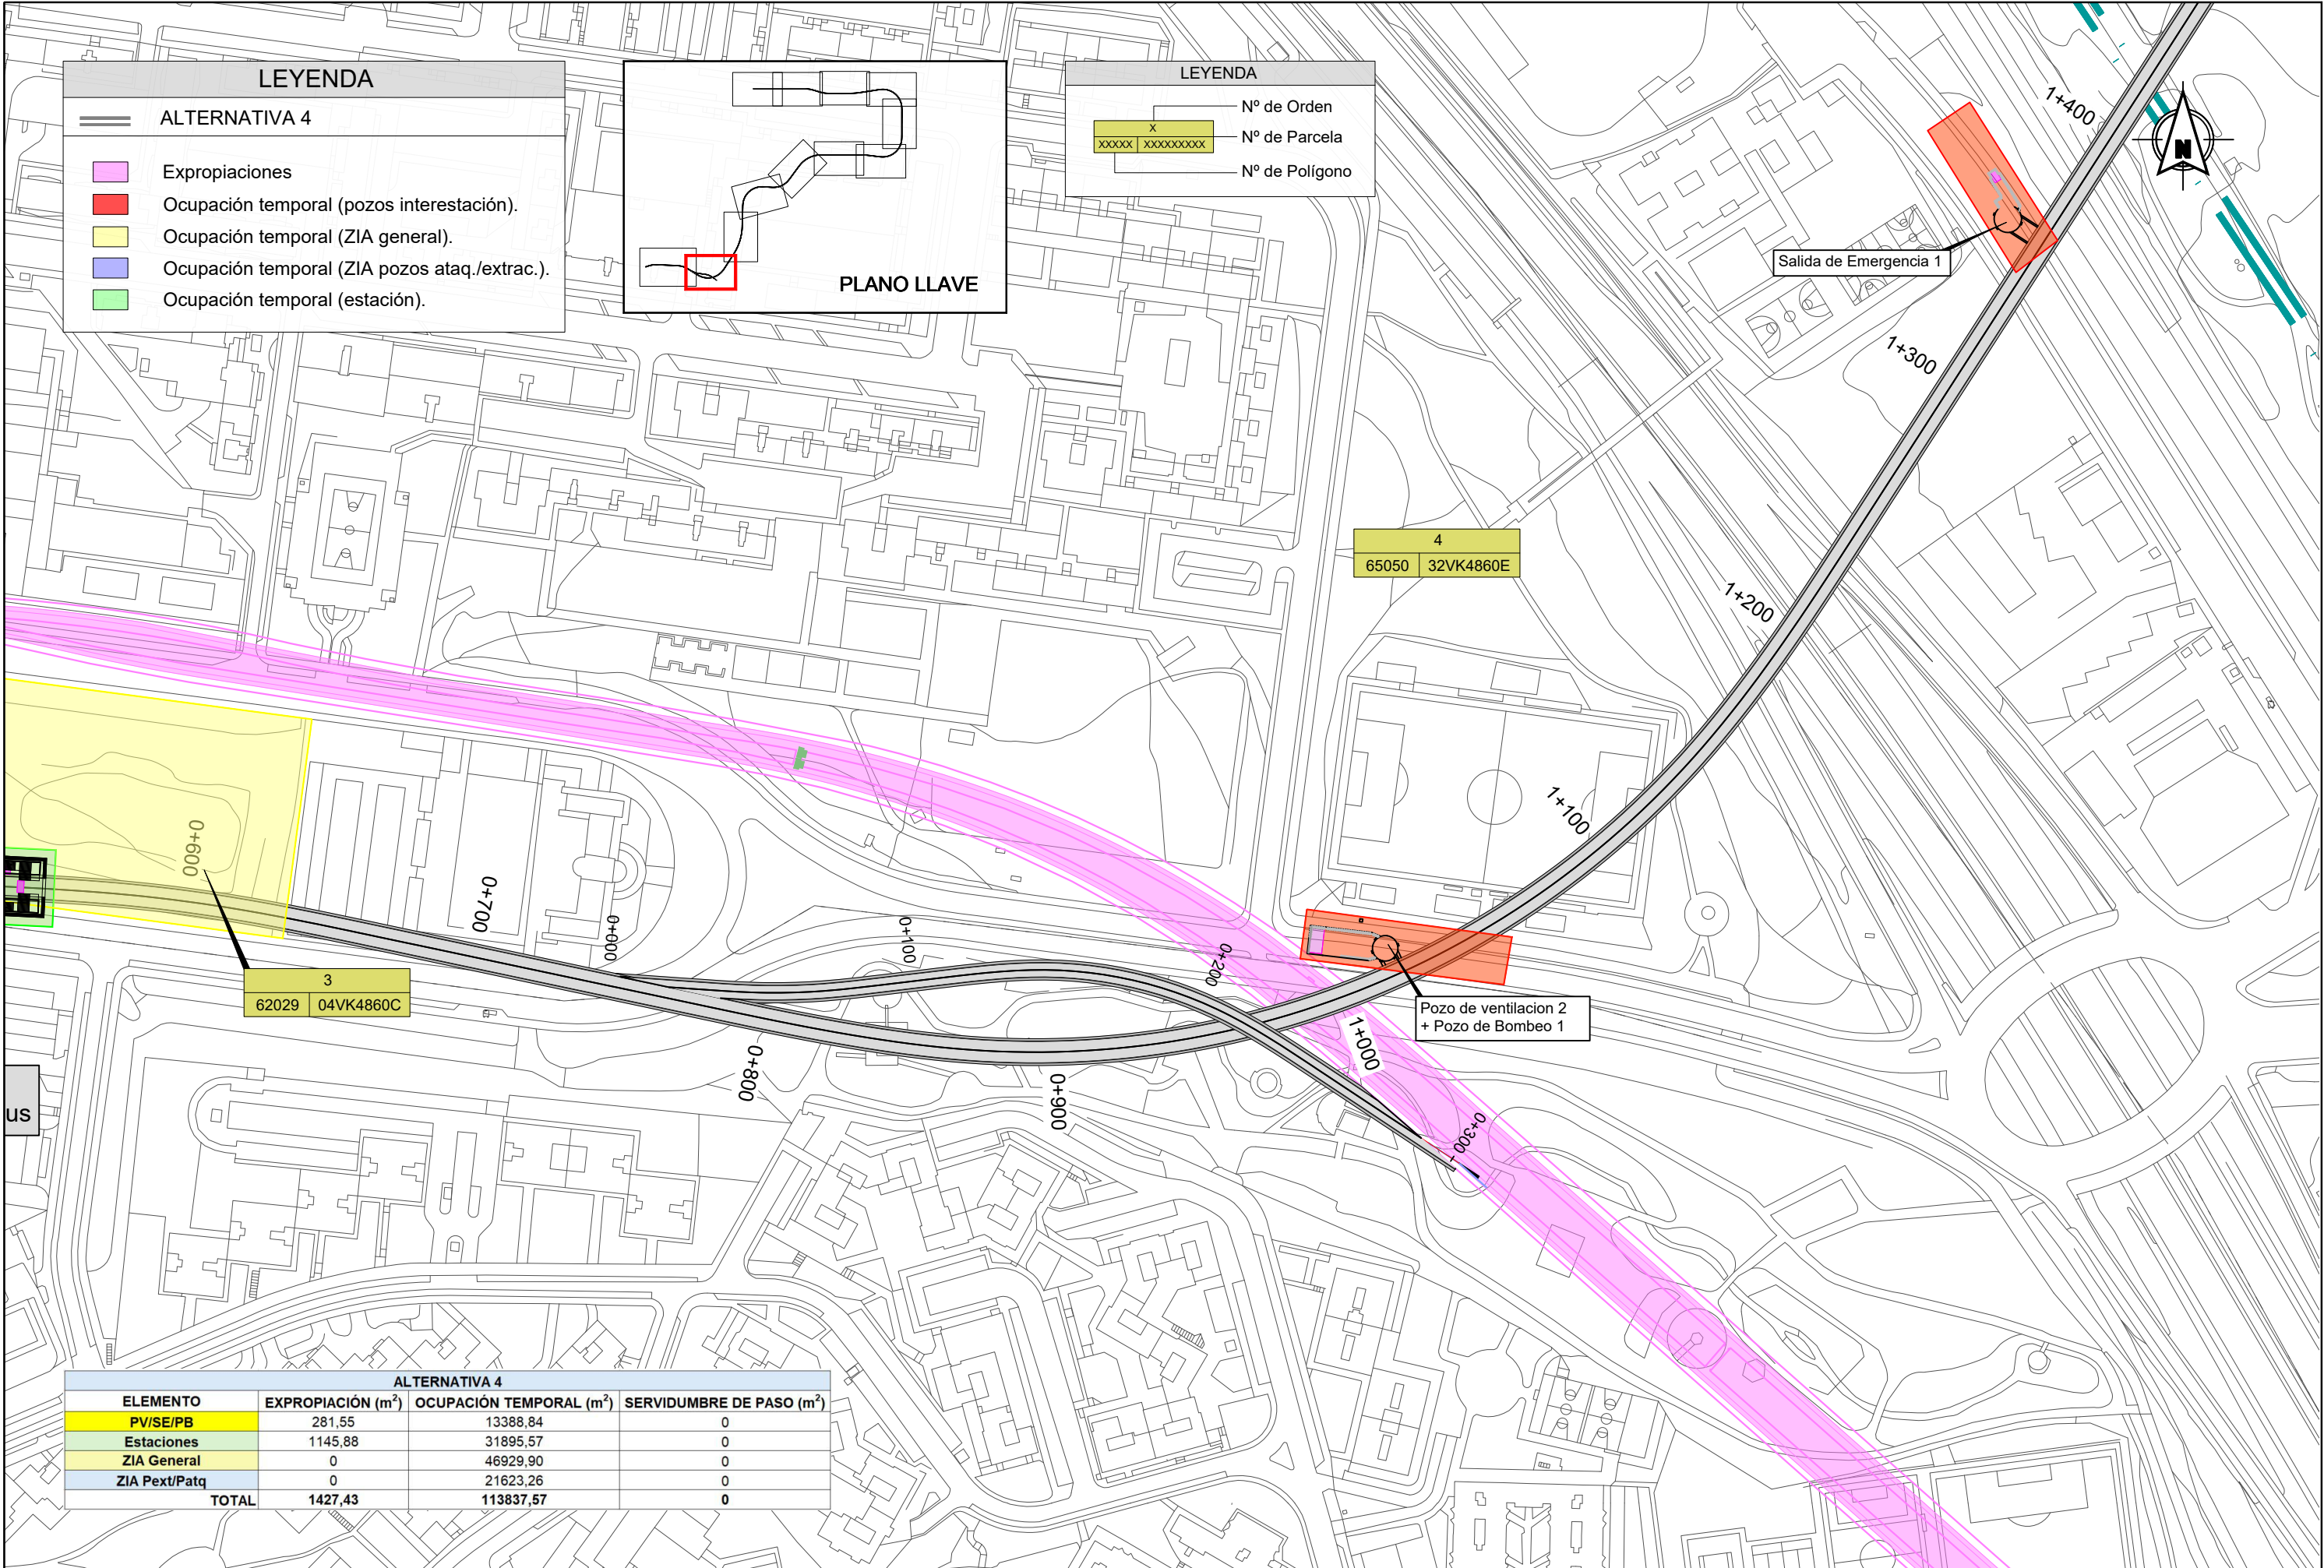 LEYENDA
ALTERNATIVA 4
Expropiaciones
Ocupación temporal (pozos interestación).
Ocupación temporal (ZIA general).
Ocupación temporal (ZIA pozos ataq./extrac.).
Ocupación temporal (estación).
PLANO LLAVE
LEYENDA
Nº de Orden
X
Nº de Parcela
XXXXX XXXXXXXXX
Nº de Polígono
1+400
N
Salida de Emergencia 1
1+300
4
65050 32VK4860E
1+200
1+100
0+600
0+700
0+000
0+100
0+200
3
62029 04VK4860C
Pozo de ventilacion 2
+ Pozo de Bombeo 1
1+000
0+800
0+900
0+300
us
ALTERNATIVA 4
ELEMENTO EXPROPIACIÓN (m²) OCUPACIÓN TEMPORAL (m²) SERVIDUMBRE DE PASO (m²)
PV/SE/PB 281,55 13388,84 0
Estaciones 1145,88 31895,57 0
ZIA General 0 46929,90 0
ZIA Pext/Patq 0 21623,26 0
TOTAL 1427,43 113837,57 0